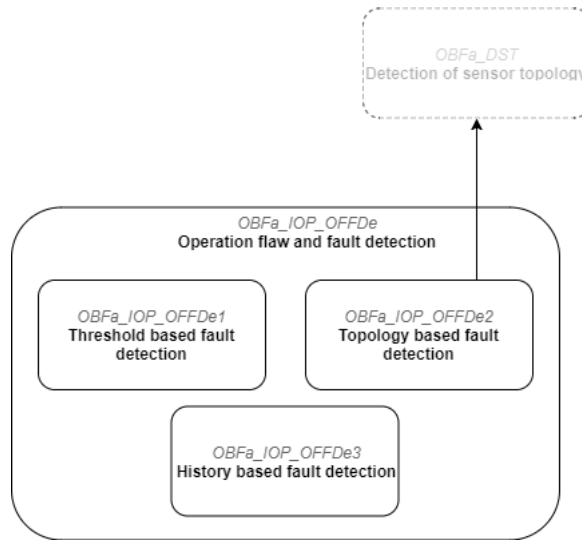 OBFa_DST
Detection of sensor topology
OBFa_IOP_OFFDe
Operation flaw and fault detection
OBFa_IOP_OFFDe1
Threshold based fault
detection
OBFa_IOP_OFFDe2
Topology based fault
detection
OBFa_IOP_OFFDe3
History based fault detection